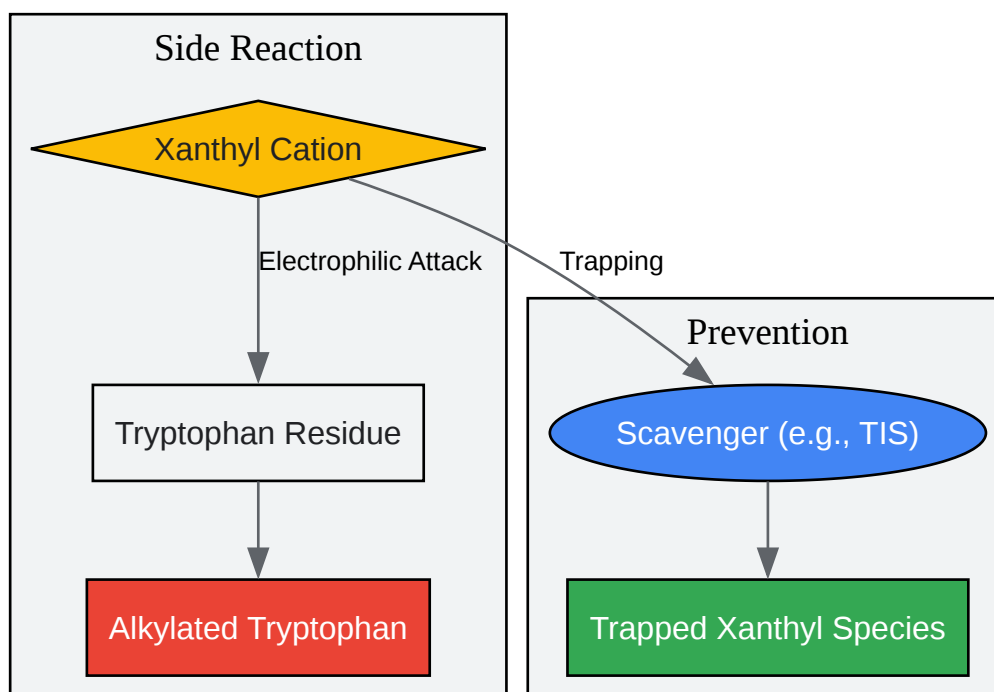 Side Reaction
Xanthyl Cation
Electrophilic Attack
Trapping
Prevention
Tryptophan Residue
Scavenger (e.g., TIS)
Alkylated Tryptophan
Trapped Xanthyl Species